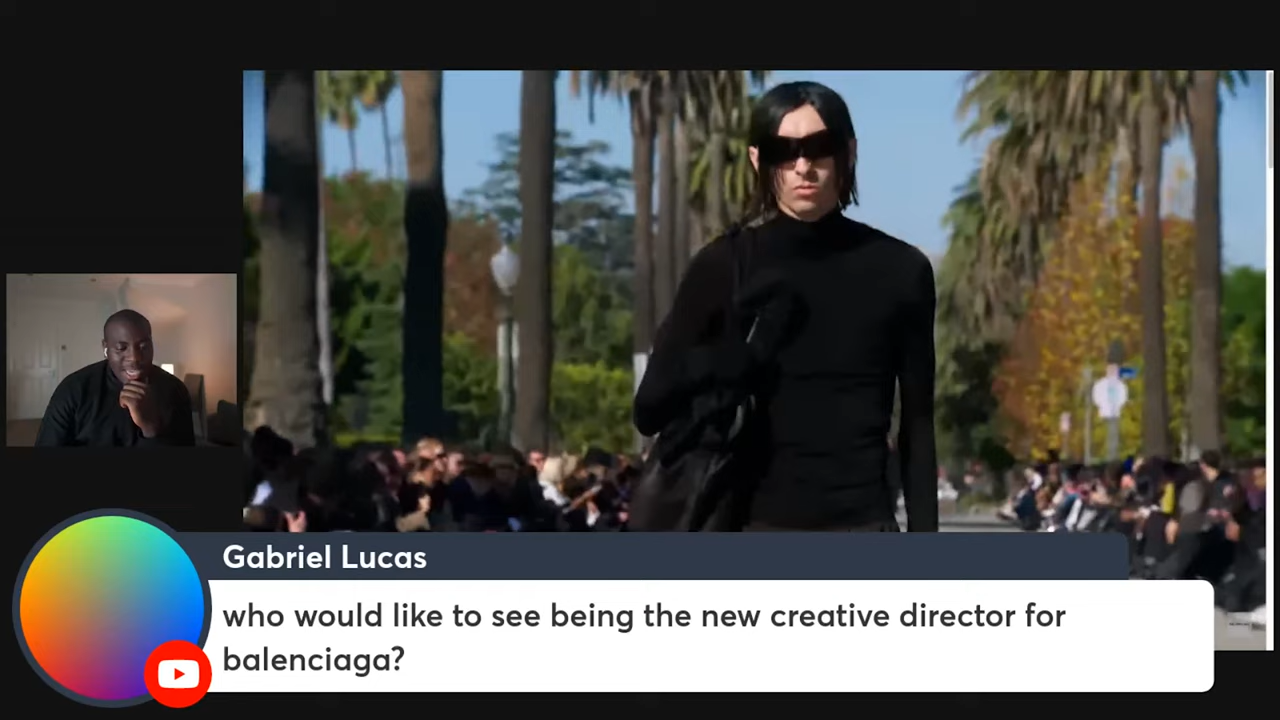 Gabriel Lucas
who would like to see being the new creative director for
balenciaga?